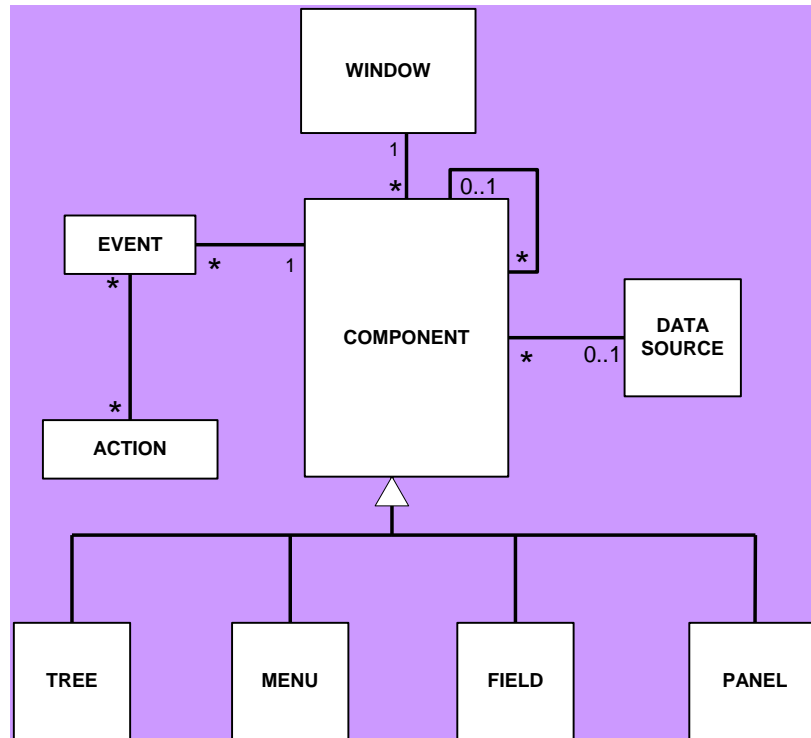 WINDOW
1
*
0..1
EVENT
*
1
*
*
COMPONENT
DATA
SOURCE
*
0..1
*
ACTION
TREE
MENU
FIELD
PANEL